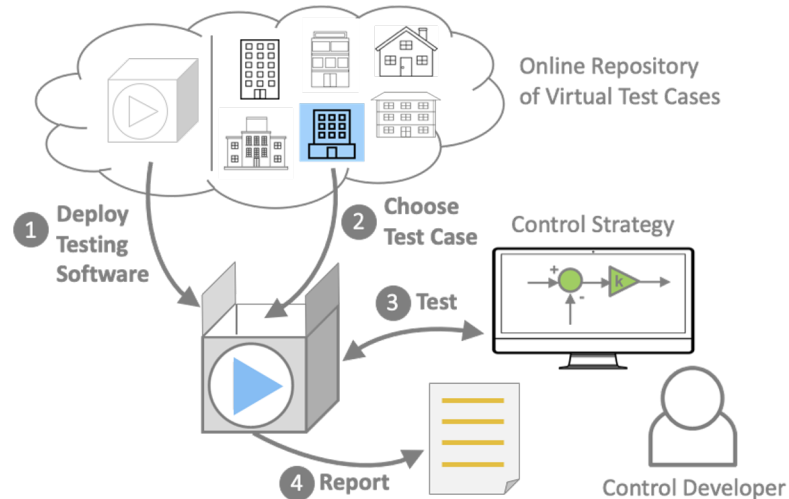 Online Repository
of Virtual Test Cases
1 Deploy
Testing
Software
2 Choose
Test Case
Control Strategy
+
k
-
3 Test
4 Report
Control Developer